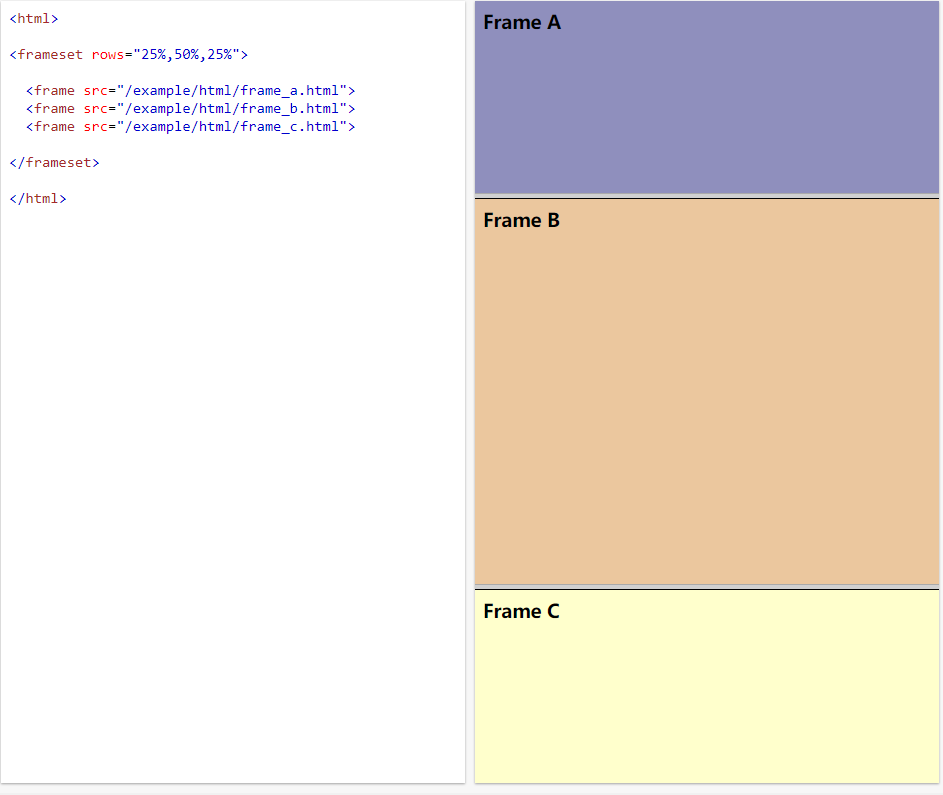 <html>
<frameset rows="25%,50%,25%">
<frame src="/example/html/frame_a.html">
<frame src="/example/html/frame_b.html">
<frame src="/example/html/frame_c.html">
</frameset>
</html>
Frame A
Frame B
Frame C